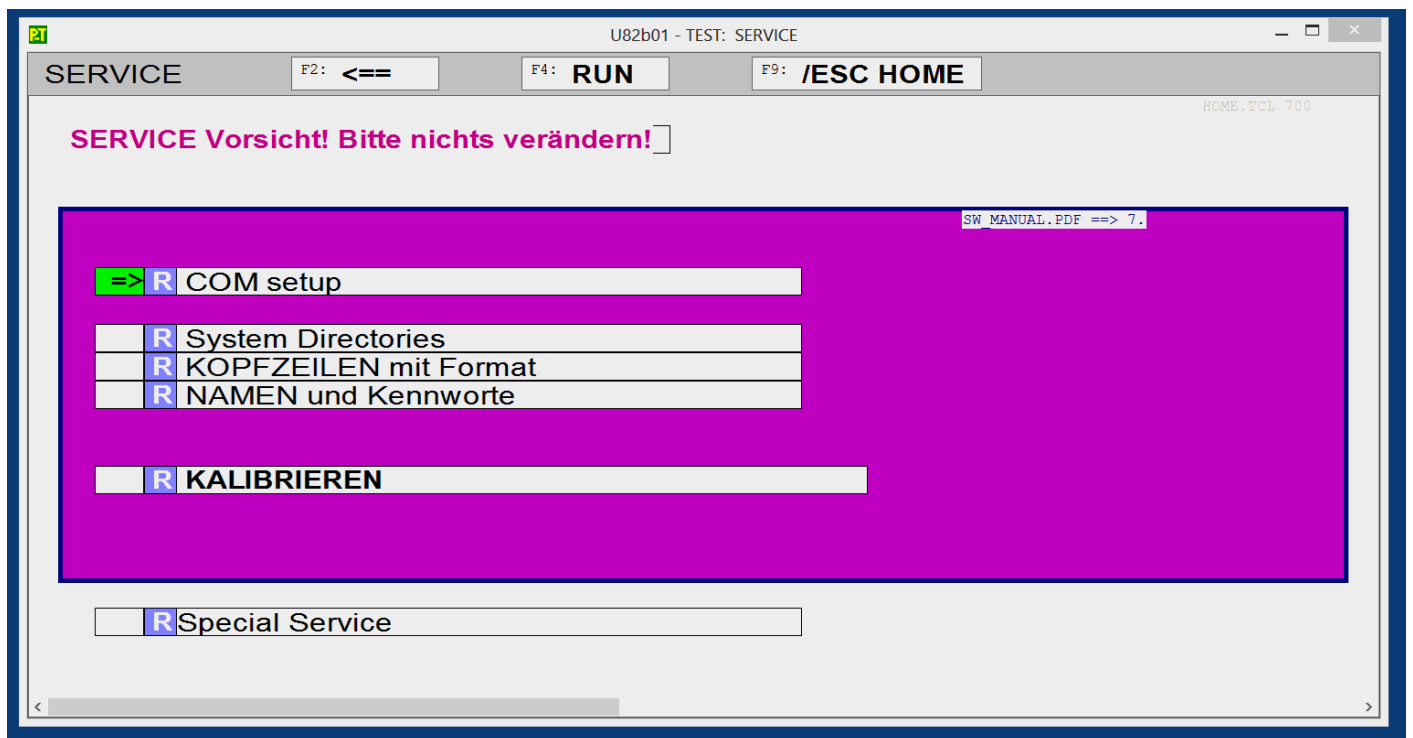 PT
U82b01 - TEST: SERVICE
SERVICE F2: <== F4: RUN F9: /ESC HOME
HOME.TCL 700
SERVICE Vorsicht! Bitte nichts verändern!
SW_MANUAL.PDF ==> 7.
=> R COM setup
R System Directories
R KOPFZEILEN mit Format
R NAMEN und Kennworte
R KALIBRIEREN
R Special Service